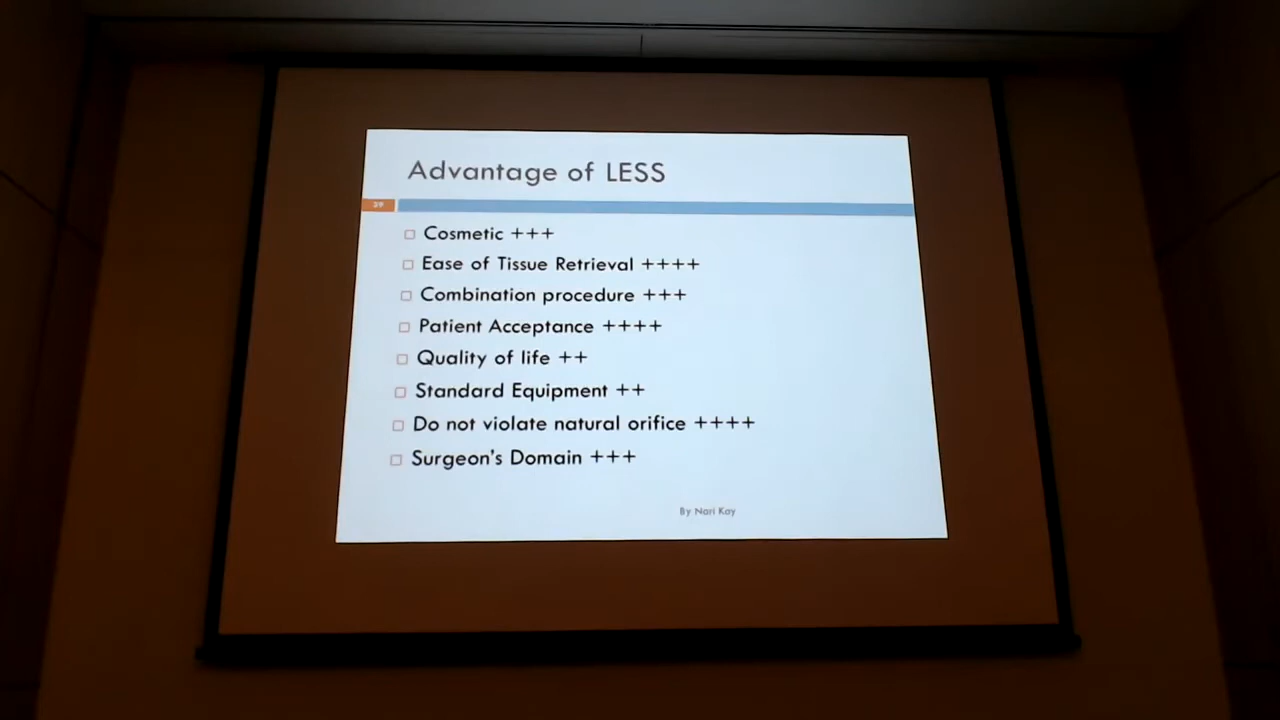 Advantage of LESS
39
Cosmetic +++
Ease of Tissue Retrieval ++++
Combination procedure +++
Patient Acceptance ++++
Quality of life ++
Standard Equipment ++
Do not violate natural orifice ++++
Surgeon's Domain +++
By Nari Kay